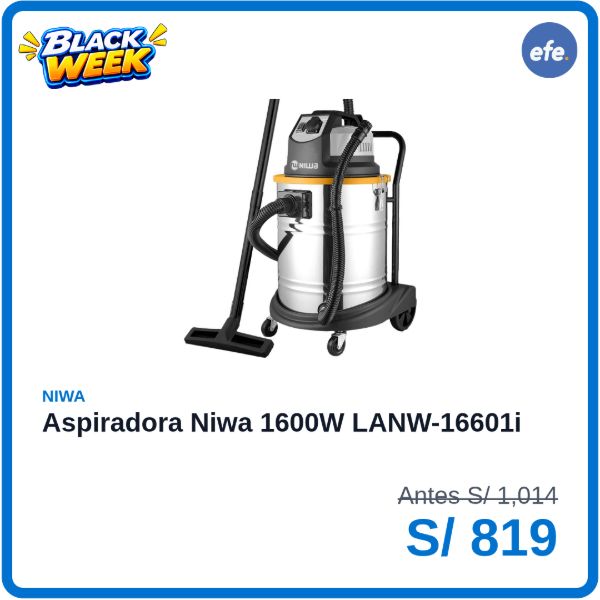 BLACK
WEEK
efe.
NIWA
NIWA
Aspiradora Niwa 1600W LANW-16601i
Antes S/ 1,014
S/ 819